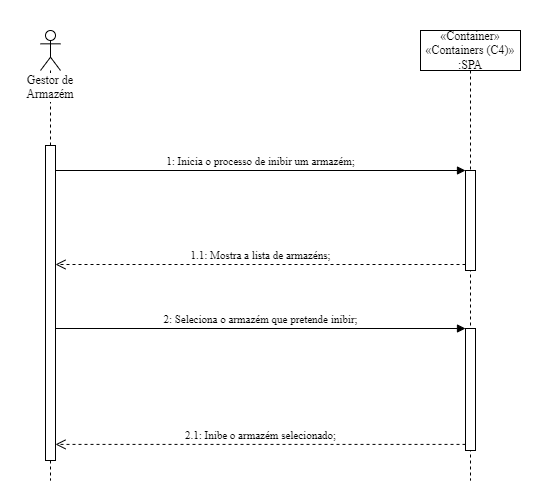 «Container»
«Containers (C4)»
:SPA
Gestor de
Armazém
1: Inicia o processo de inibir um armazém;
1.1: Mostra a lista de armazéns;
2: Seleciona o armazém que pretende inibir;
2.1: Inibe o armazém selecionado;